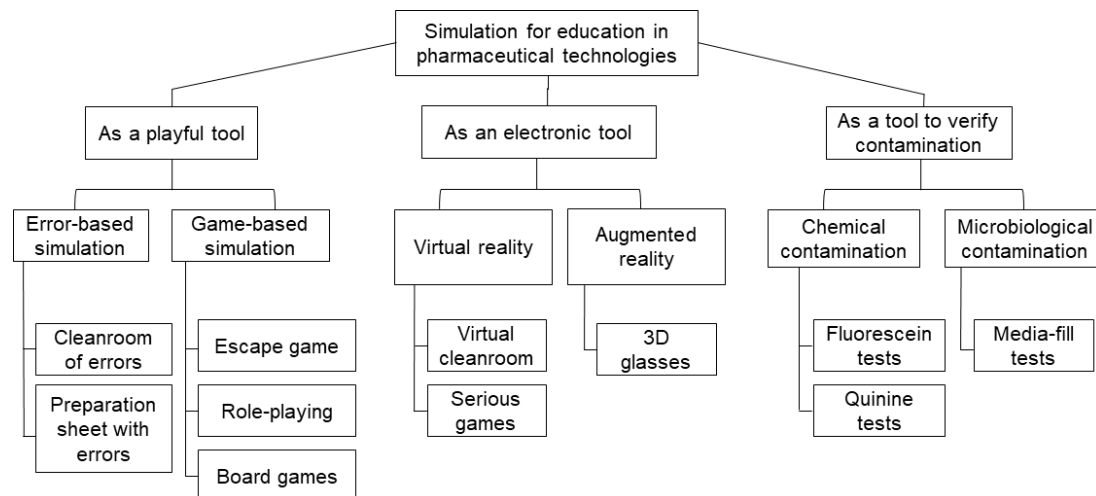 Simulation for education in
pharmaceutical technologies
As a playful tool
As an electronic tool
As a tool to verify
contamination
Error-based
simulation
Game-based
simulation
Virtual reality
Augmented
reality
Chemical
contamination
Microbiological
contamination
Cleanroom
of errors
Preparation
sheet with
errors
Escape game
Role-playing
Board games
Virtual
cleanroom
Serious
games
3D
glasses
Fluorescein
tests
Quinine
tests
Media-fill
tests